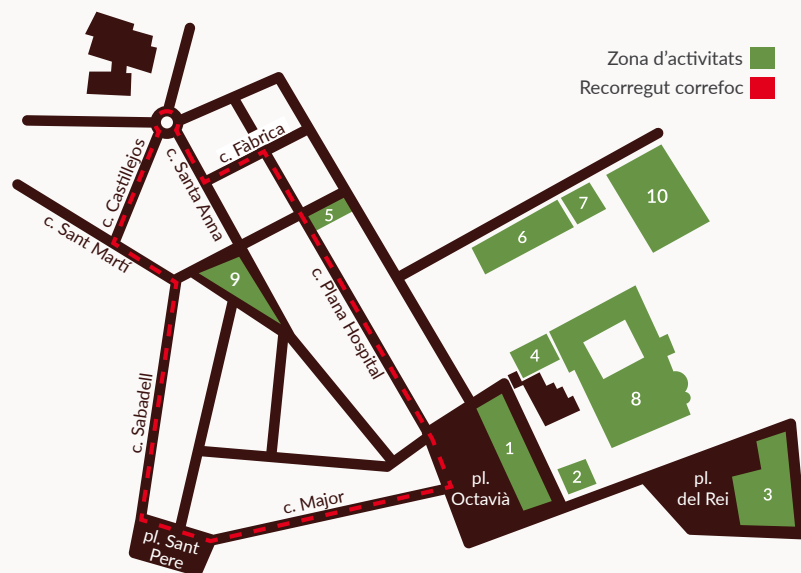 Zona d'activitats
Recorregut correfoc
c. Fàbrica
c. Castillejos
c. Santa Anna
c. Sant Martí
c. Plana Hospital
c. Sabadell
c. Major
pl. Sant
Pere
pl.
Octavià
pl.
del Rei
1
2
3
4
5
6
7
8
9
10